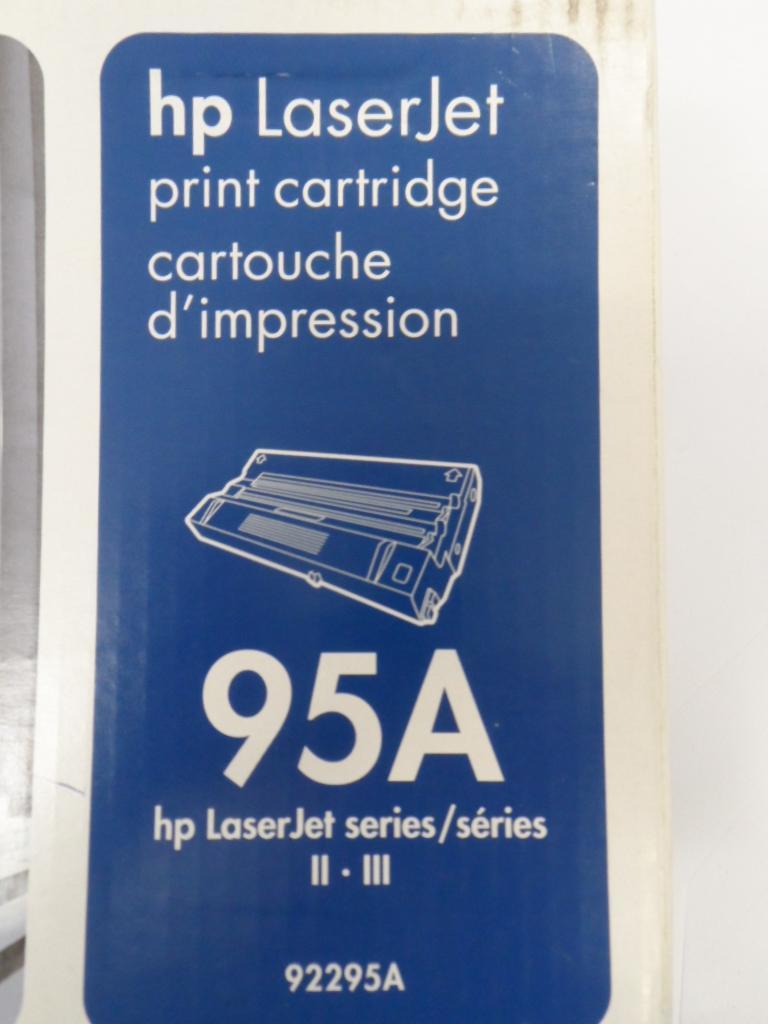 hp LaserJet
print cartridge
cartouche
d'impression
95A
hp LaserJet series/séries
II · III
92295A